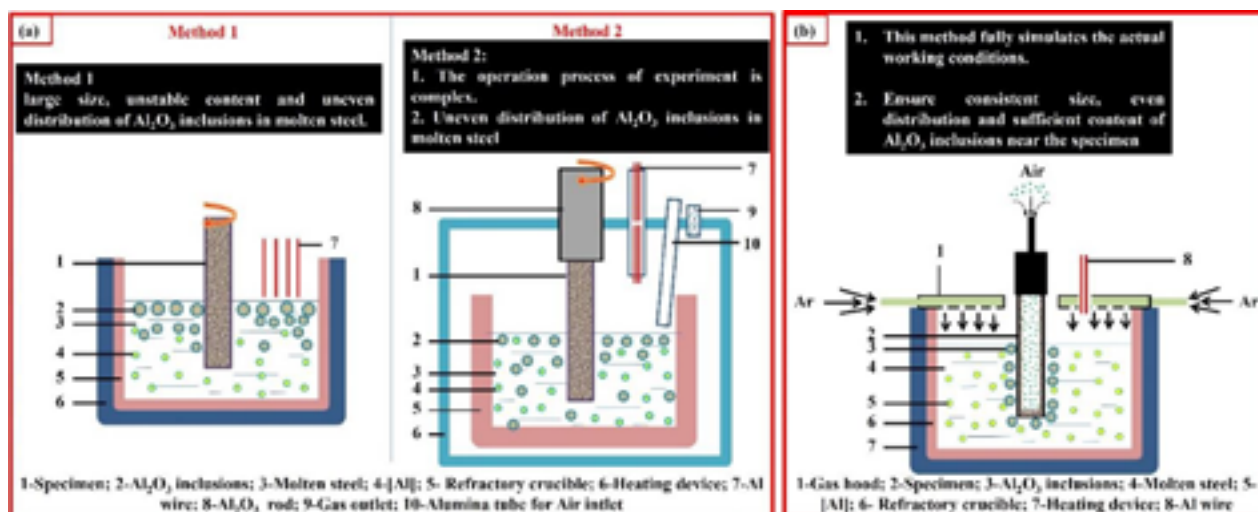 (a)
Method 1
Method 2
Method 1
large size, unstable content and uneven
distribution of Al₂O₃ inclusions in molten steel.
Method 2:
1. The operation process of experiment is
complex.
2. Uneven distribution of Al₂O₃ inclusions in
molten steel
1
2
3
4
5
6
7
8
1
2
3
4
5
6
7
9
10
1-Specimen; 2-Al₂O₃ inclusions; 3-Molten steel; 4-[Al]; 5- Refractory crucible; 6-Heating device; 7-Al
wire; 8-Al₂O₃ rod; 9-Gas outlet; 10-Alumina tube for Air intlet
(b)
1. This method fully simulates the actual
working conditions.
2. Ensure consistent size, even
distribution and sufficient content of
Al₂O₃ inclusions near the specimen
Air
1
8
Ar
Ar
2
3
4
5
6
7
1-Gas hood; 2-Specimen; 3-Al₂O₃ inclusions; 4-Molten steel; 5-
[Al]; 6- Refractory crucible; 7-Heating device; 8-Al wire